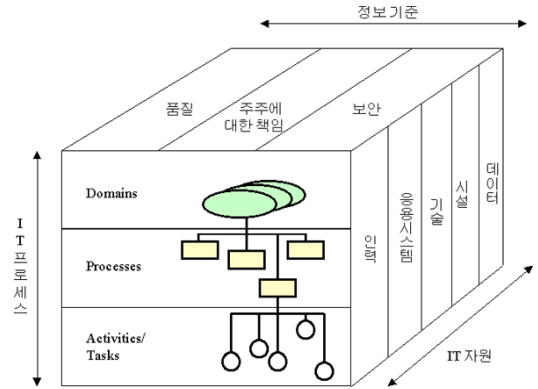 정보기준
품질
주주에
대한 책임
보안
Domains
Processes
Activities/
Tasks
IT프로세스
인력
응용시스템
기술
시설
데이터
IT 자원